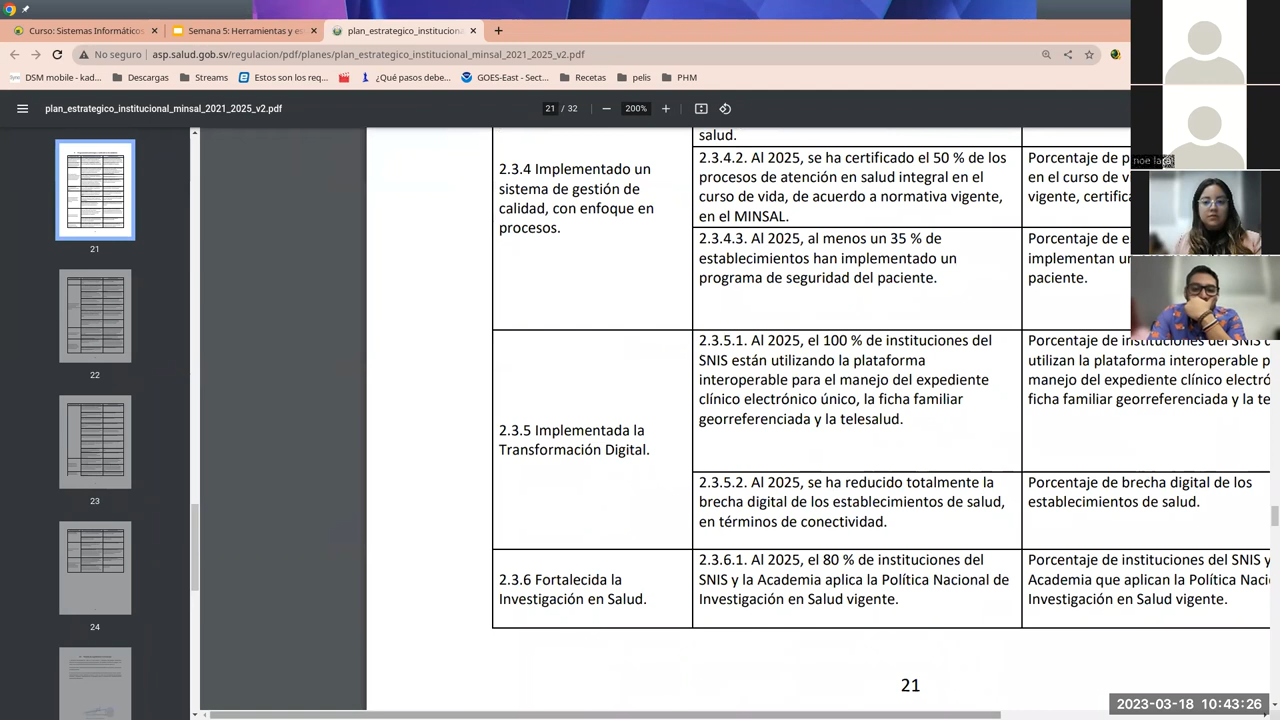 Curso: Sistemas Informáticos
Semana 5: Herramientas y es
plan_estrategico_institucional
No seguro
asp.salud.gob.sv/regulacion/pdf/planes/plan_estrategico_institucional_minsal_2021_2025_v2.pdf
DSM mobile - kad...
Descargas
Streams
Estos son los req...
¿Qué pasos debe...
GOES-East - Sect...
Recetas
pelis
PHM
plan_estrategico_institucional_minsal_2021_2025_v2.pdf
21 / 32
200%
21
22
23
24
salud.
2.3.4 Implementado un
sistema de gestión de
calidad, con enfoque en
procesos.
2.3.4.2. Al 2025, se ha certificado el 50 % de los
procesos de atención en salud integral en el
curso de vida, de acuerdo a normativa vigente,
en el MINSAL.
Porcentaje de p
en el curso de v
vigente, certifica
2.3.4.3. Al 2025, al menos un 35 % de
establecimientos han implementado un
programa de seguridad del paciente.
Porcentaje de e
implementan un
paciente.
2.3.5 Implementada la
Transformación Digital.
2.3.5.1. Al 2025, el 100 % de instituciones del
SNIS están utilizando la plataforma
interoperable para el manejo del expediente
clínico electrónico único, la ficha familiar
georreferenciada y la telesalud.
Porcentaje de instituciones del SNIS
utilizan la plataforma interoperable p
manejo del expediente clínico electró
ficha familiar georreferenciada y la te
2.3.5.2. Al 2025, se ha reducido totalmente la
brecha digital de los establecimientos de salud,
en términos de conectividad.
Porcentaje de brecha digital de los
establecimientos de salud.
2.3.6 Fortalecida la
Investigación en Salud.
2.3.6.1. Al 2025, el 80 % de instituciones del
SNIS y la Academia aplica la Política Nacional de
Investigación en Salud vigente.
Porcentaje de instituciones del SNIS y
Academia que aplican la Política Naci
Investigación en Salud vigente.
21
2023-03-18 10:43:26